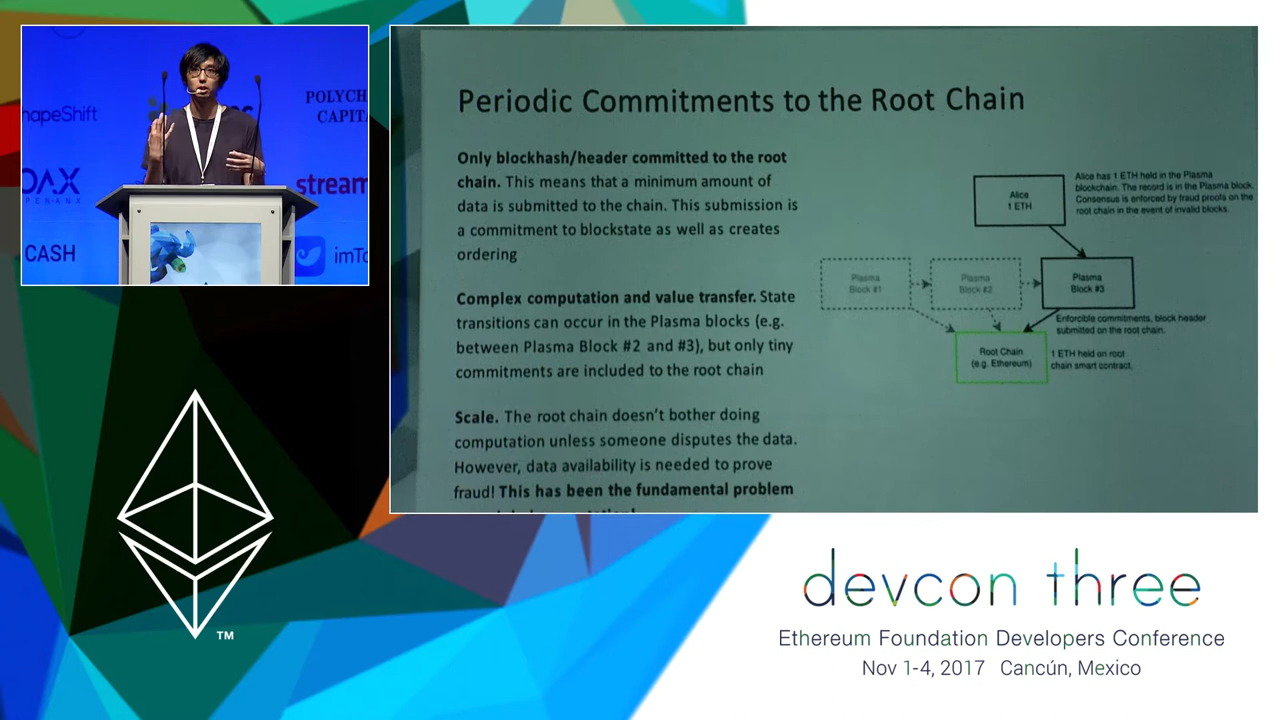 hapeShift
POLYCH
CAPIT
OAX
OPEN-ANX
stream
CASH
imTo
Periodic Commitments to the Root Chain
Only blockhash/header committed to the root
chain. This means that a minimum amount of
data is submitted to the chain. This submission is
a commitment to blockstate as well as creates
ordering
Complex computation and value transfer. State
transitions can occur in the Plasma blocks (e.g.
between Plasma Block #2 and #3), but only tiny
commitments are included to the root chain
Scale. The root chain doesn't bother doing
computation unless someone disputes the data.
However, data availability is needed to prove
fraud! This has been the fundamental problem
Alice
1 ETH
Alice has 1 ETH held in the Plasma
blockchain. The record is in the Plasma block.
Consensus is enforced by fraud proofs on the
root chain in the event of invalid blocks.
Plasma
Block #1
Plasma
Block #2
Plasma
Block #3
Enforcible commitments, block header
submitted on the root chain.
Root Chain
(e.g. Ethereum)
1 ETH held on root
chain smart contract.
TM
devcon three
Ethereum Foundation Developers Conference
Nov 1-4, 2017 Cancún, Mexico